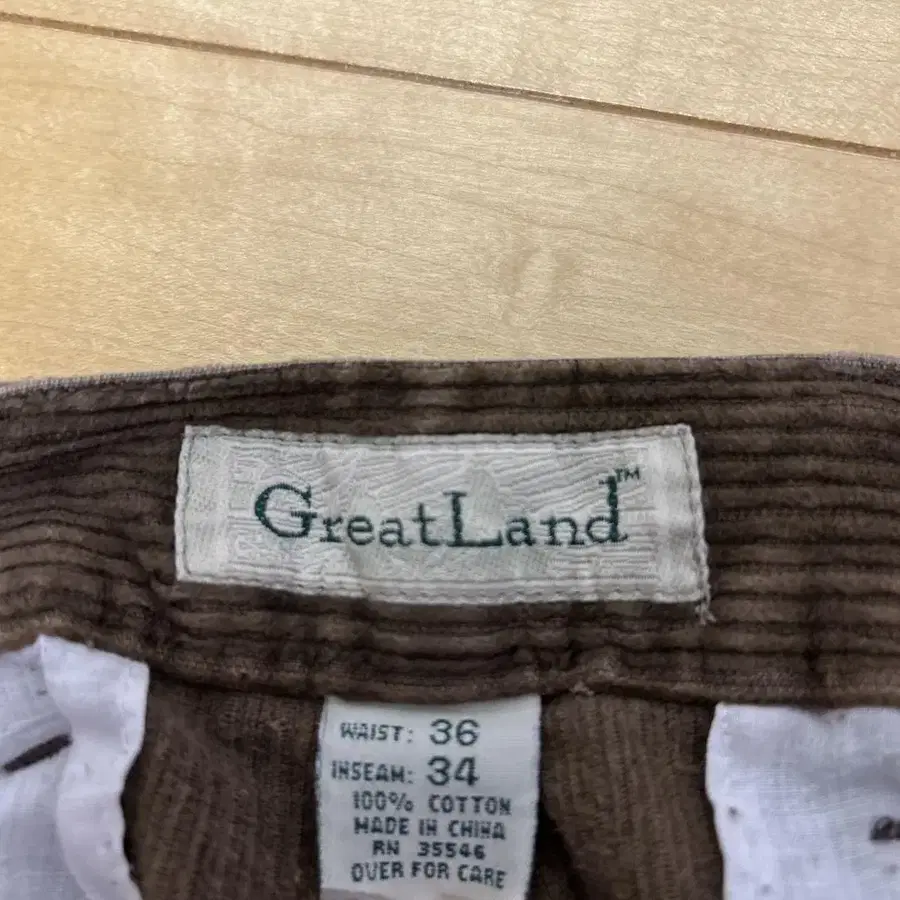 GreatLand™
WAIST: 36
INSEAM: 34
100% COTTON
MADE IN CHINA
RN 35546
OVER FOR CARE